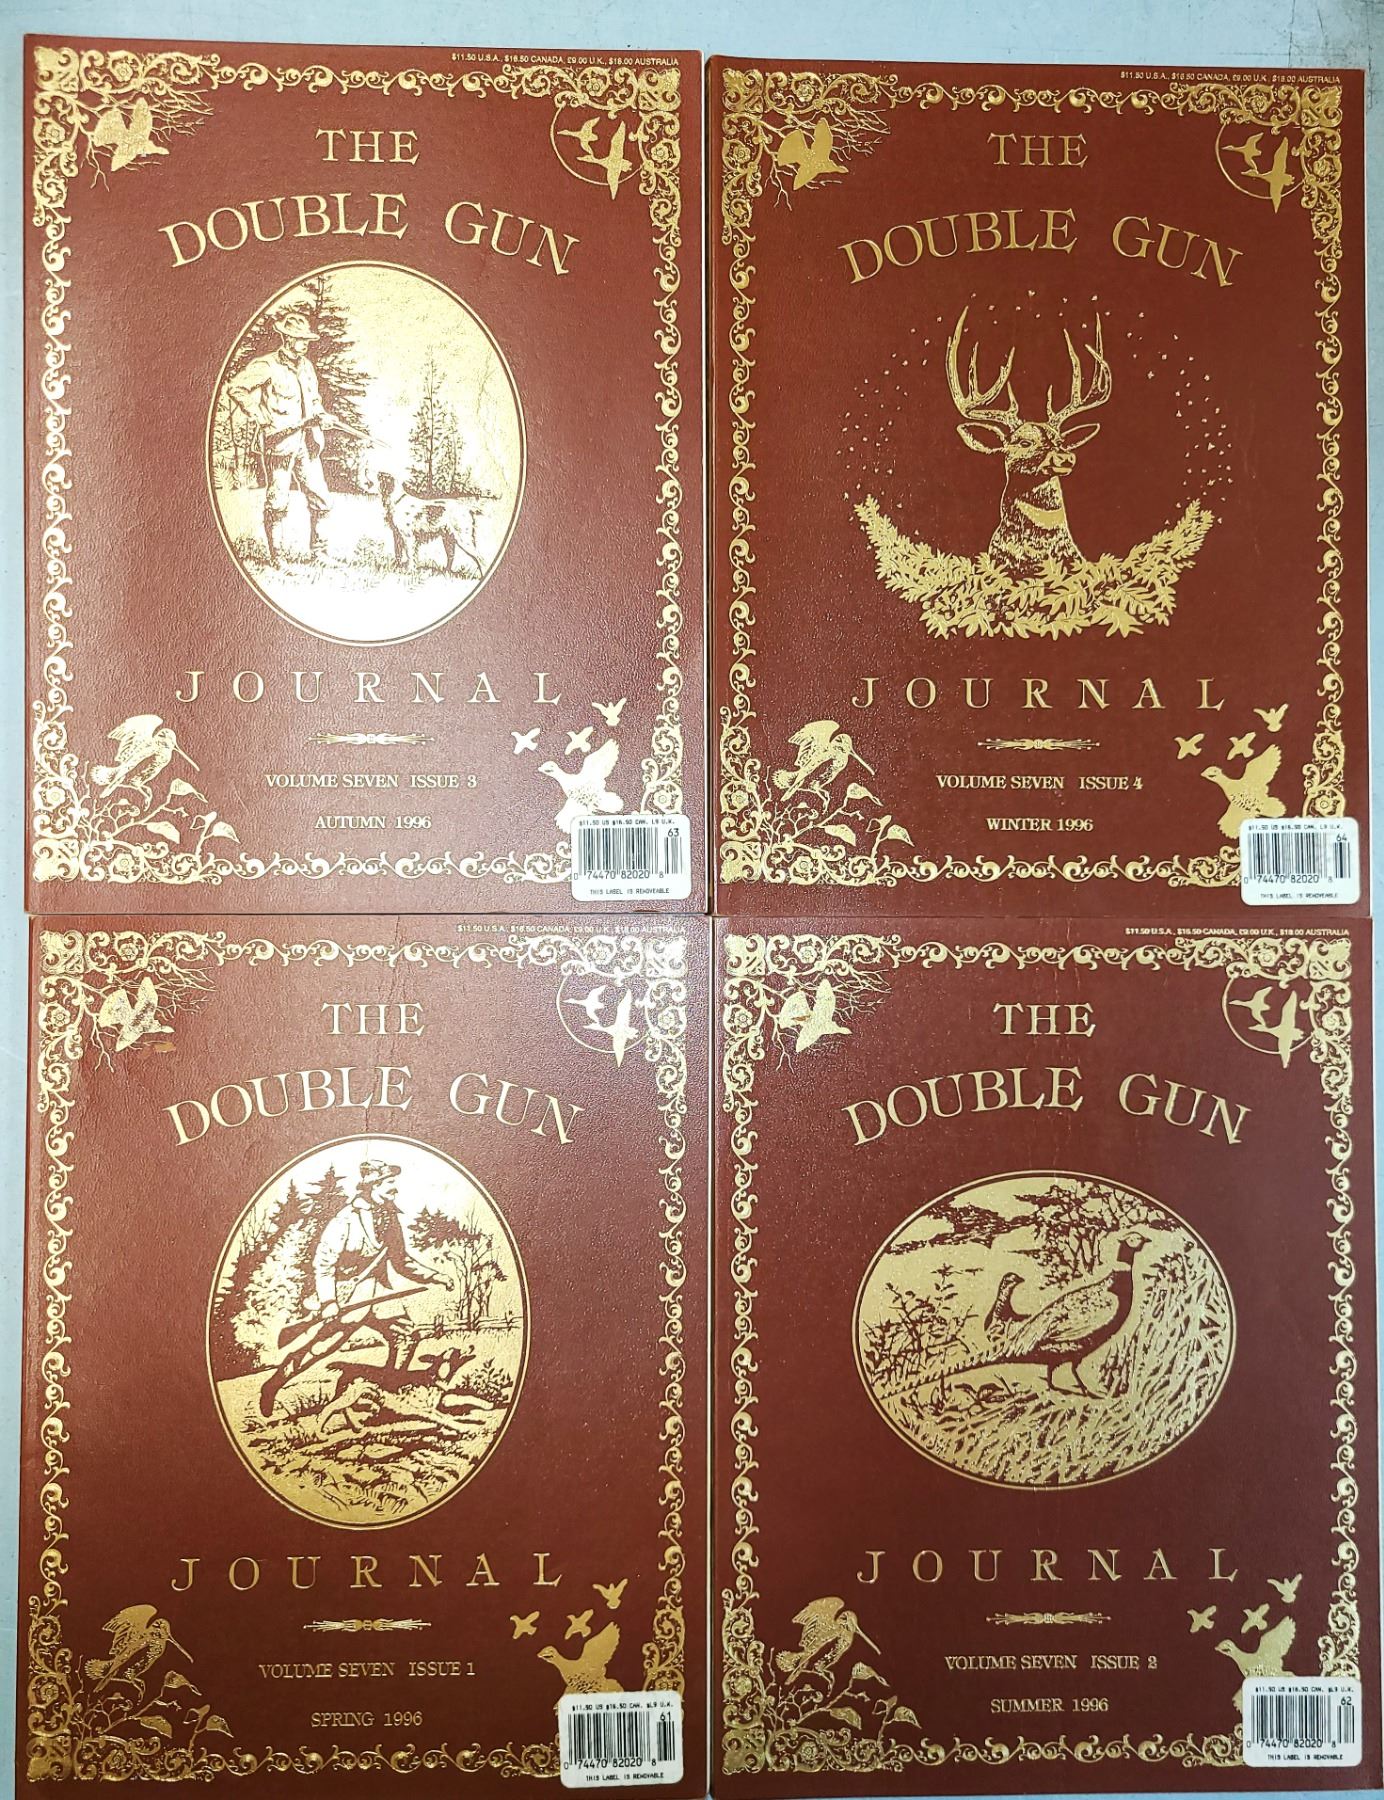 $11.50 U.S.A., $16.50 CANADA, £9.00 U.K., $18.00 AUSTRALIA
THE
DOUBLE GUN
JOURNAL
VOLUME SEVEN ISSUE 3
AUTUMN 1996
$11.50 US $16.50 CAN. L9 U.K.
63
0 74470 82020 8
THIS LABEL IS REMOVEABLE
$11.50 U.S.A., $16.50 CANADA, £9.00 U.K., $18.00 AUSTRALIA
THE
DOUBLE GUN
JOURNAL
VOLUME SEVEN ISSUE 4
WINTER 1996
$11.50 US $16.50 CAN. L9 U.K.
64
0 74470 82020 8
THIS LABEL IS REMOVEABLE
$11.50 U.S.A., $16.50 CANADA, £9.00 U.K., $18.00 AUSTRALIA
THE
DOUBLE GUN
JOURNAL
VOLUME SEVEN ISSUE 1
SPRING 1996
$11.50 US $16.50 CAN. $L9 U.K.
61
0 74470 82020 8
THIS LABEL IS REMOVABLE
$11.50 U.S.A., $16.50 CANADA, £9.00 U.K., $18.00 AUSTRALIA
THE
DOUBLE GUN
JOURNAL
VOLUME SEVEN ISSUE 2
SUMMER 1996
$11.50 US $16.50 CAN. $L9 U.K.
62
0 74470 82020 8
THIS LABEL IS REMOVABLE